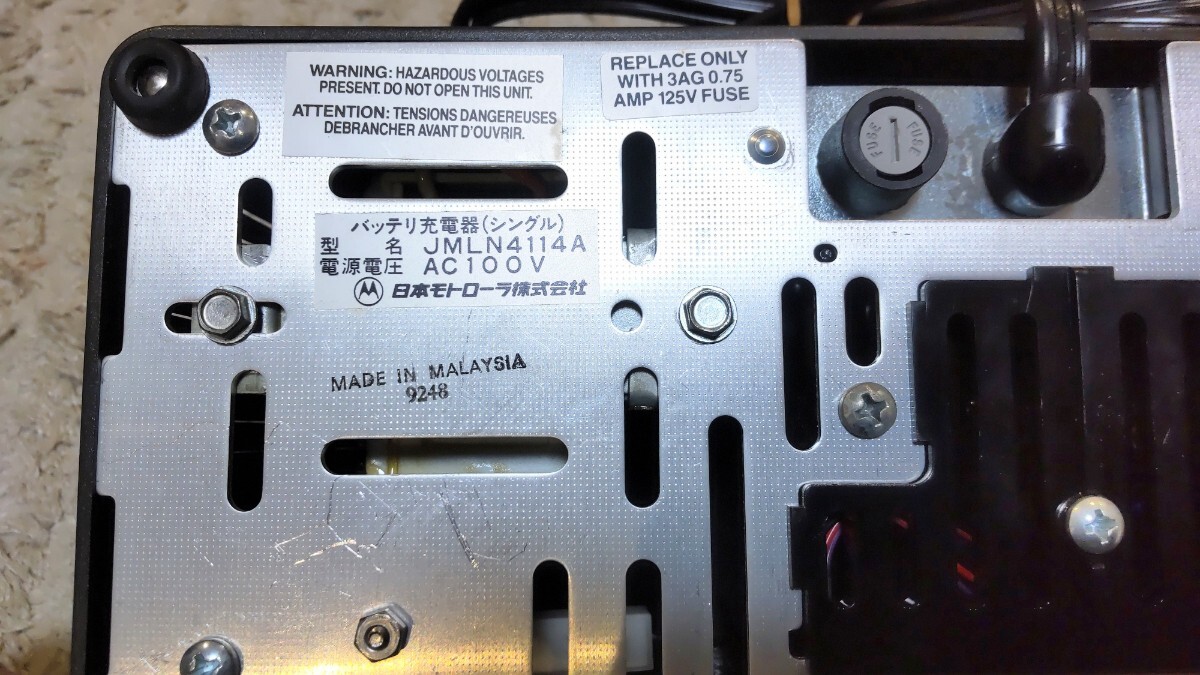 WARNING: HAZARDOUS VOLTAGES
PRESENT. DO NOT OPEN THIS UNIT.
ATTENTION: TENSIONS DANGEREUSES
DEBRANCHER AVANT D'OUVRIR.
REPLACE ONLY
WITH 3AG 0.75
AMP 125V FUSE
FUSE
FUSE
バッテリ充電器(シングル)
型 名 JMLN4114A
電源電圧 AC100V
日本モトローラ株式会社
MADE IN MALAYSIA
9248